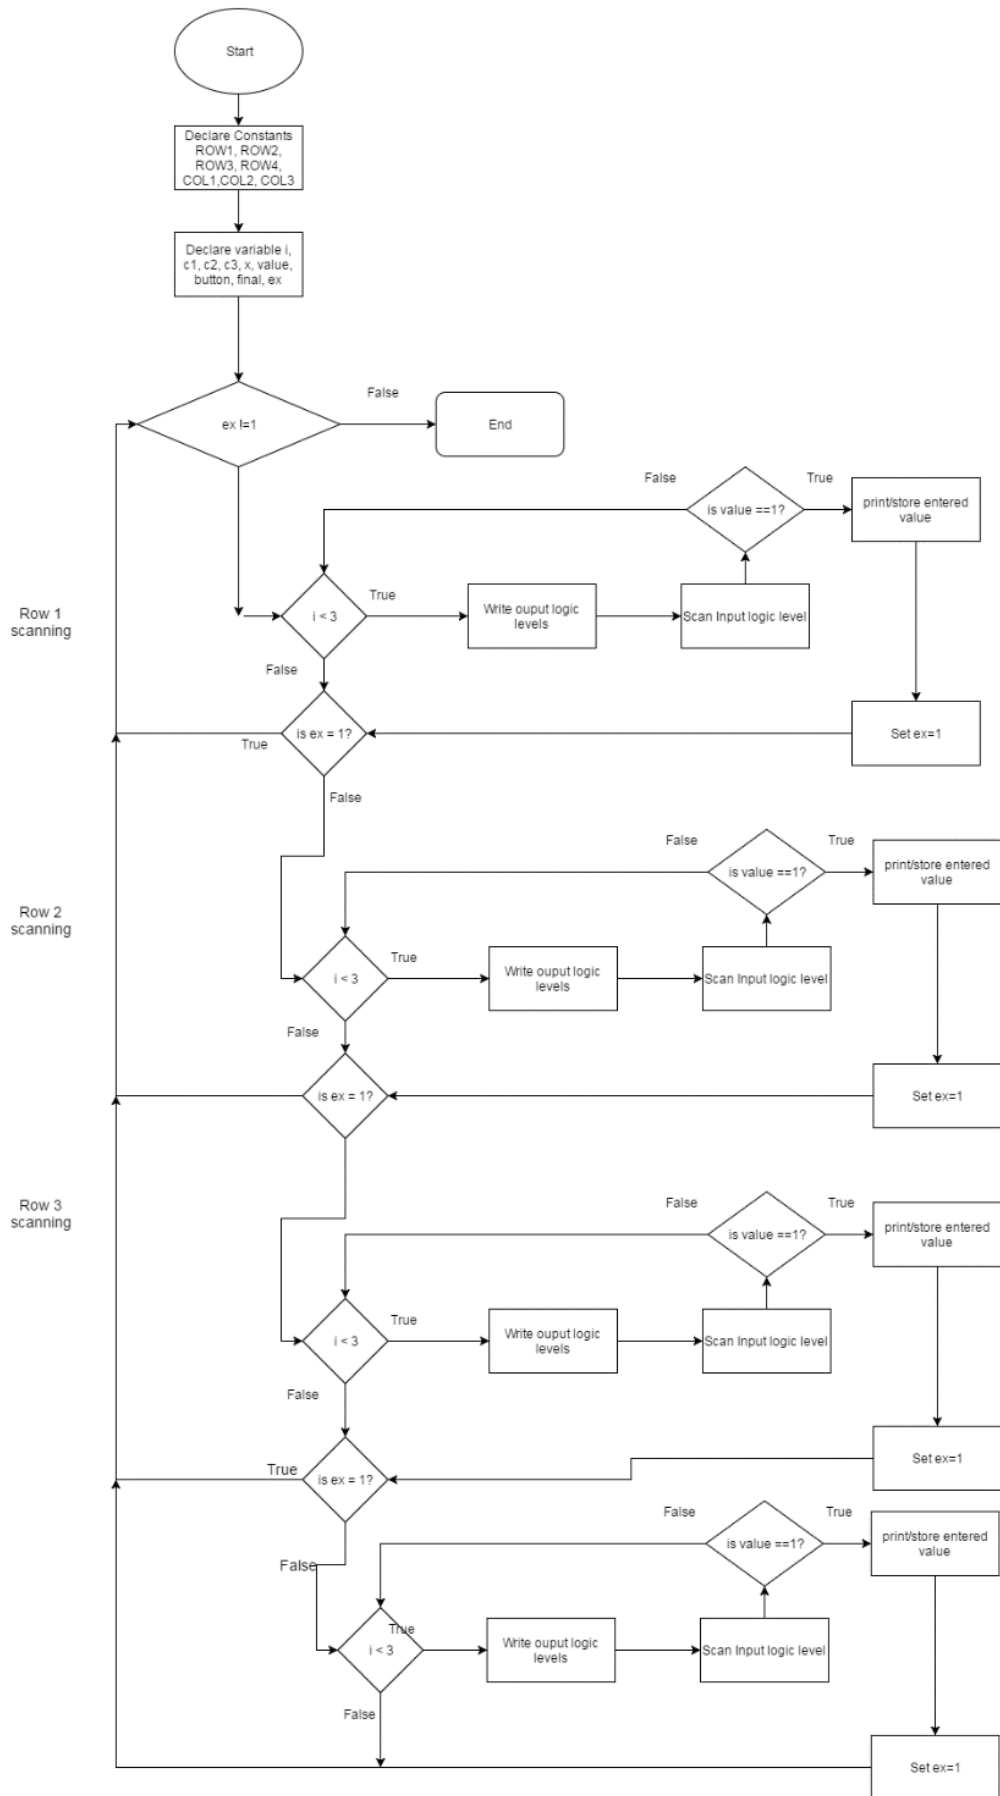 Start
Declare Constants
ROW1, ROW2,
ROW3, ROW4,
COL1,COL2, COL3
Declare variable i,
c1, c2, c3, x, value,
button, final, ex
False
ex !=1
End
False
True
is value ==1?
print/store entered
value
Row 1
scanning
i < 3
True
Write ouput logic
levels
Scan Input logic level
False
is ex = 1?
True
Set ex=1
False
False
True
is value ==1?
print/store entered
value
Row 2
scanning
i < 3
True
Write ouput logic
levels
Scan Input logic level
False
is ex = 1?
Set ex=1
Row 3
scanning
False
True
is value ==1?
print/store entered
value
i < 3
True
Write ouput logic
levels
Scan Input logic level
False
True
is ex = 1?
Set ex=1
False
True
is value ==1?
print/store entered
value
False
True
i < 3
Write ouput logic
levels
Scan Input logic level
False
Set ex=1